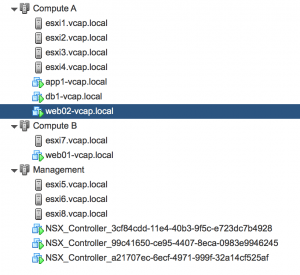 Compute A
esxi1.vcap.local
esxi2.vcap.local
esxi3.vcap.local
esxi4.vcap.local
app1-vcap.local
db1-vcap.local
web02-vcap.local
Compute B
esxi7.vcap.local
web01-vcap.local
Management
esxi5.vcap.local
esxi6.vcap.local
esxi8.vcap.local
NSX_Controller_3cf84cdd-11e4-40b3-9f5c-e723dc7b4928
NSX_Controller_99c41650-ce95-4407-8eca-0983e9946245
NSX_Controller_a21707ec-6ecf-4971-999f-32a14cf525af